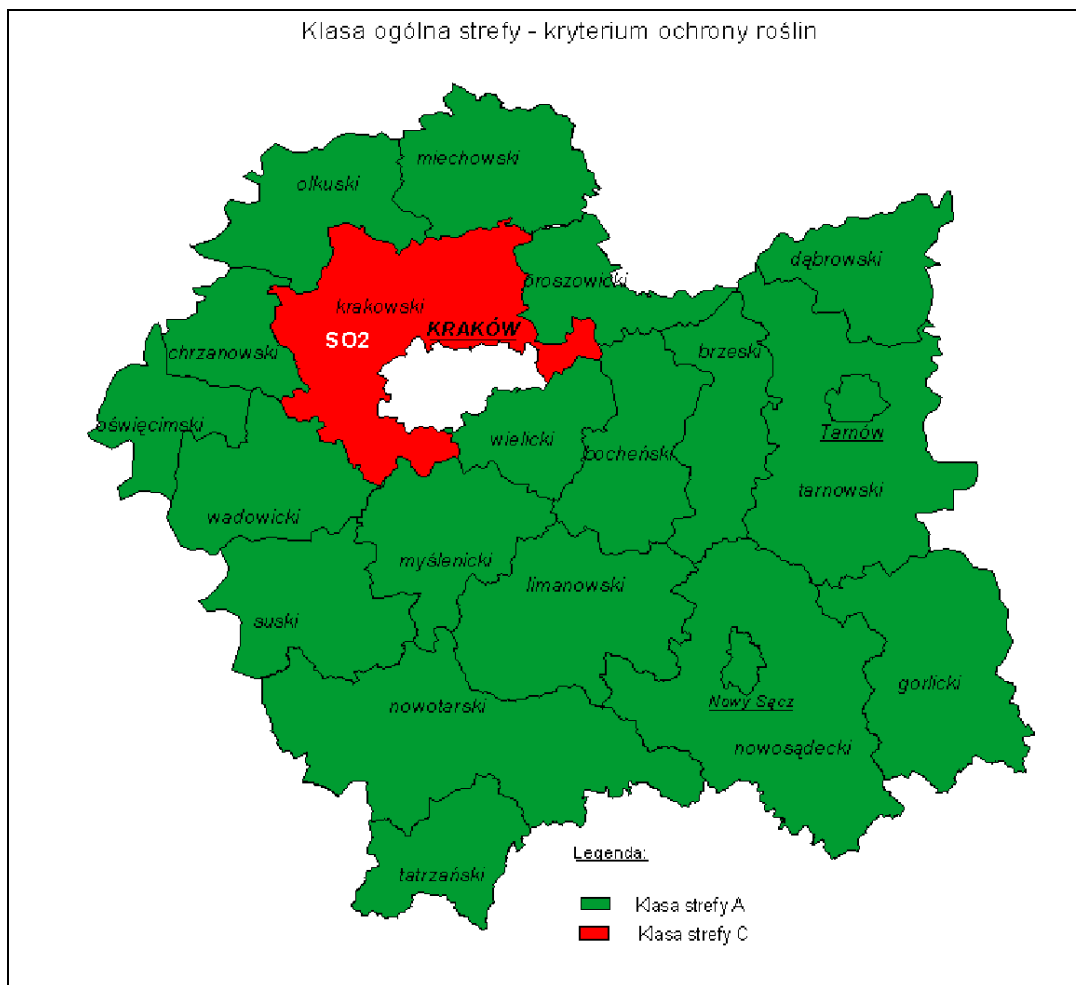 Klasa ogólna strefy - kryterium ochrony roślin
miechowski
olkuski
dąbrowski
proszowicki
krakowski
KRAKÓW
SO2
chrzanowski
brzeski
oświęcimski
wielicki
Tarnów
bocheński
tarnowski
wadowicki
myślenicki
limanowski
suski
gorlicki
nowotarski
Nowy Sącz
nowosądecki
Legenda:
tatrzański
Klasa strefy A
Klasa strefy C